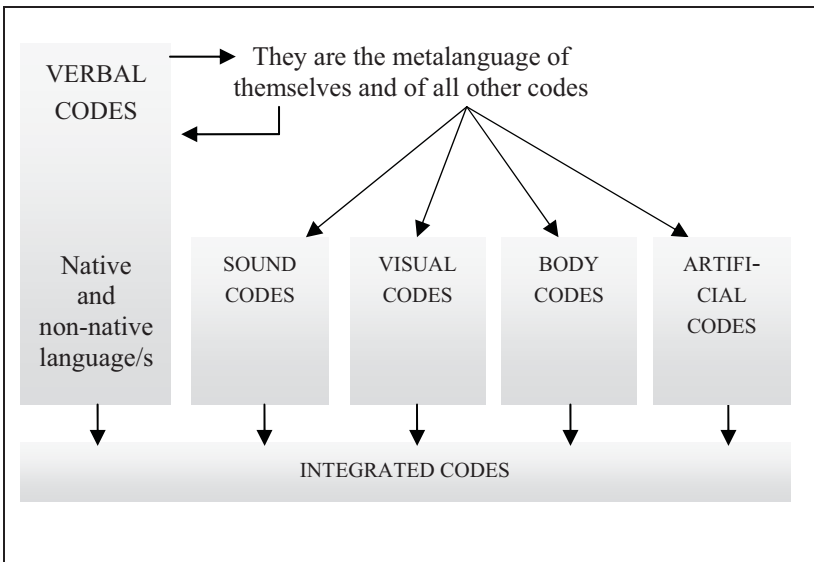 VERBAL
CODES
They are the metalanguage of
themselves and of all other codes
Native
and
non-native
language/s
SOUND
CODES
VISUAL
CODES
BODY
CODES
ARTIFI-
CIAL
CODES
INTEGRATED CODES